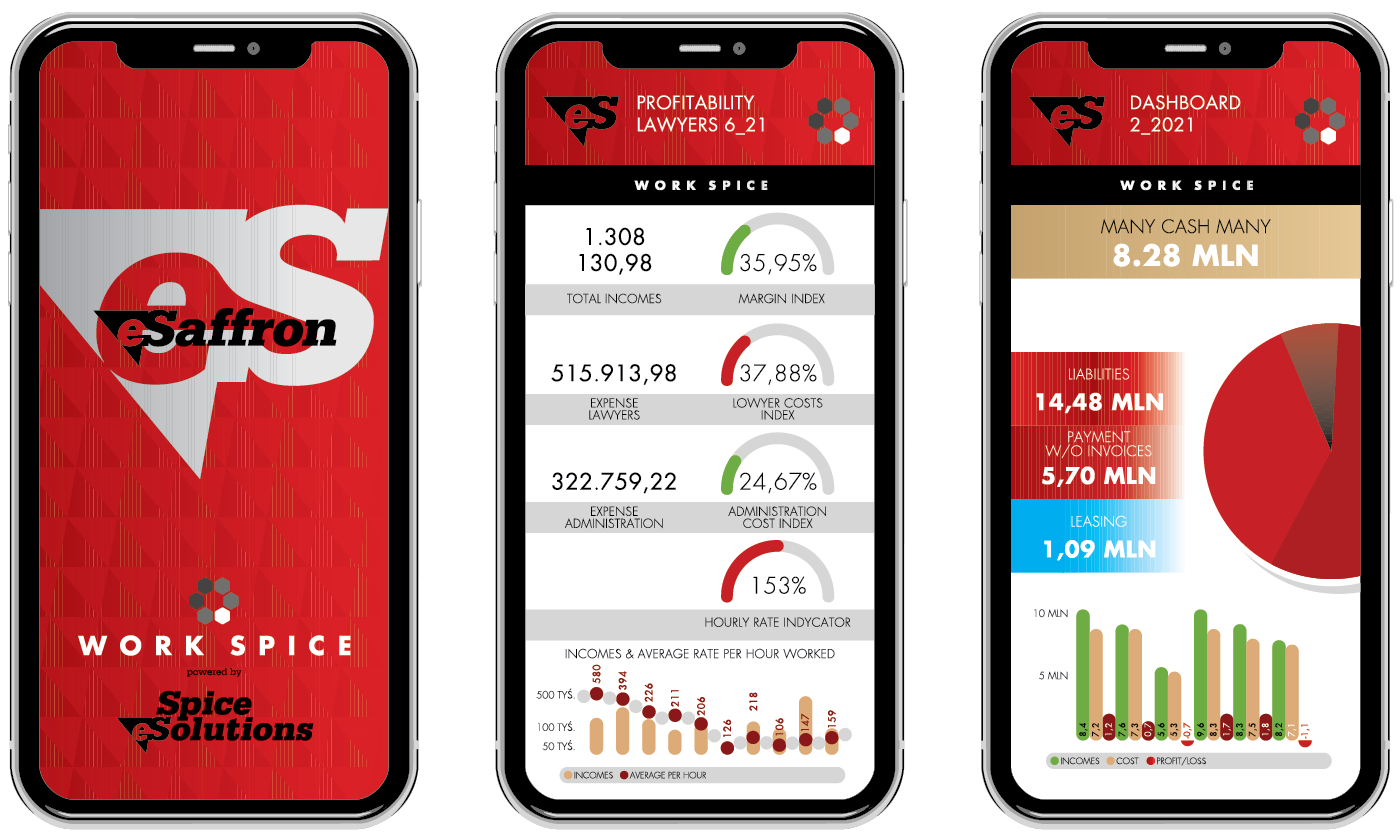 eS
eSaffron
WORK SPICE
powered by
Spice
eSolutions
eS
PROFITABILITY
LAWYERS 6_21
WORK SPICE
1.308
130,98
35,95%
TOTAL INCOMES
MARGIN INDEX
515.913,98
37,88%
EXPENSE
LAWYERS
LOWYER COSTS
INDEX
322.759,22
24,67%
EXPENSE
ADMINISTRATION
ADMINISTRATION
COST INDEX
153%
HOURLY RATE INDYCATOR
INCOMES & AVERAGE RATE PER HOUR WORKED
500 TYŚ.
100 TYŚ.
50 TYŚ.
580
394
226
211
206
126
218
106
147
159
INCOMES
AVERAGE PER HOUR
eS
DASHBOARD
2_2021
WORK SPICE
MANY CASH MANY
8.28 MLN
LIABILITIES
14,48 MLN
PAYMENT
W/O INVOICES
5,70 MLN
LEASING
1,09 MLN
10 MLN
5 MLN
8,4
7,2
1,2
7,6
7,3
0,7
5,6
5,3
-0,7
9,6
8,3
1,7
8,3
7,5
1,8
8,2
7,1
-1,1
INCOMES
COST
PROFIT/LOSS